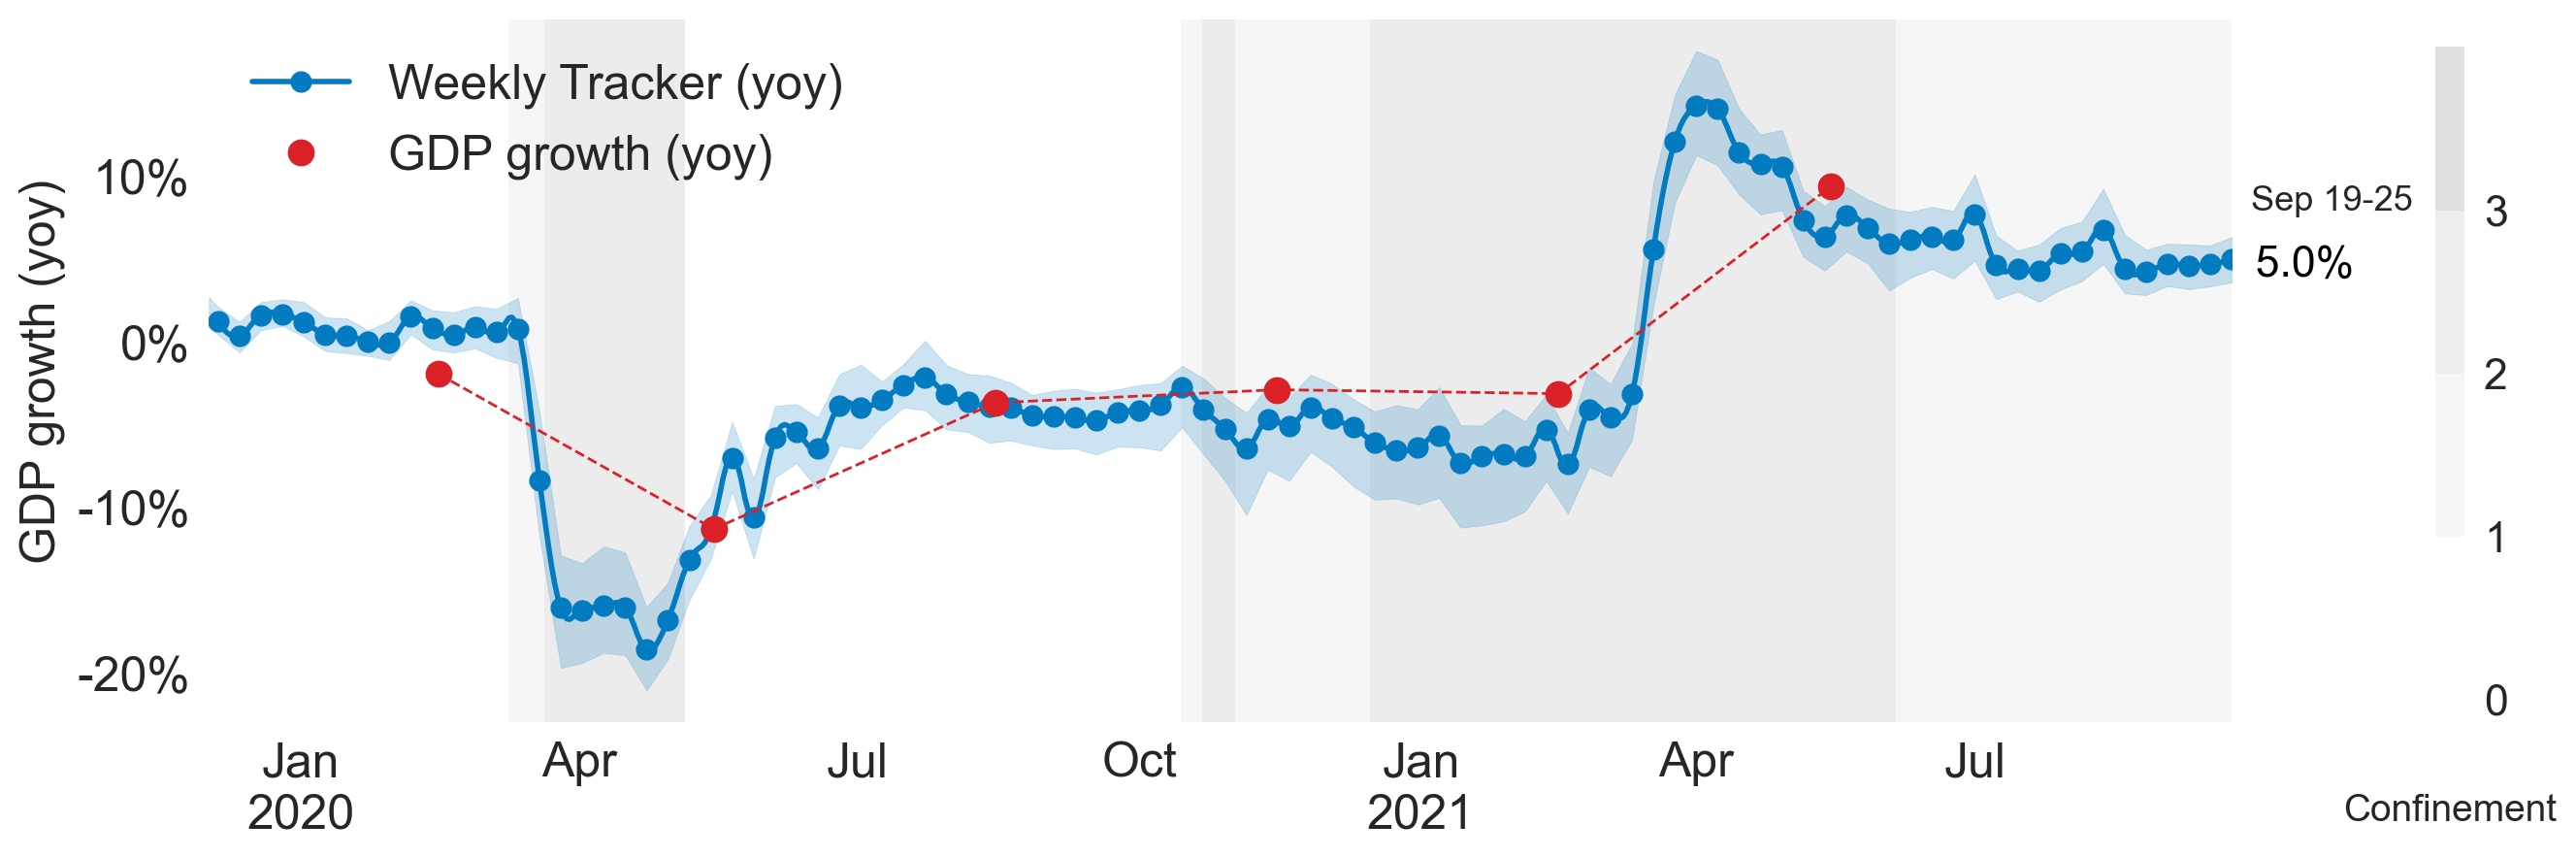 Weekly Tracker (yoy)
GDP growth (yoy)
GDP growth (yoy)
10%
0%
-10%
-20%
Jan
2020
Apr
Jul
Oct
Jan
2021
Apr
Jul
Sep 19-25
5.0%
3
2
1
0
Confinement